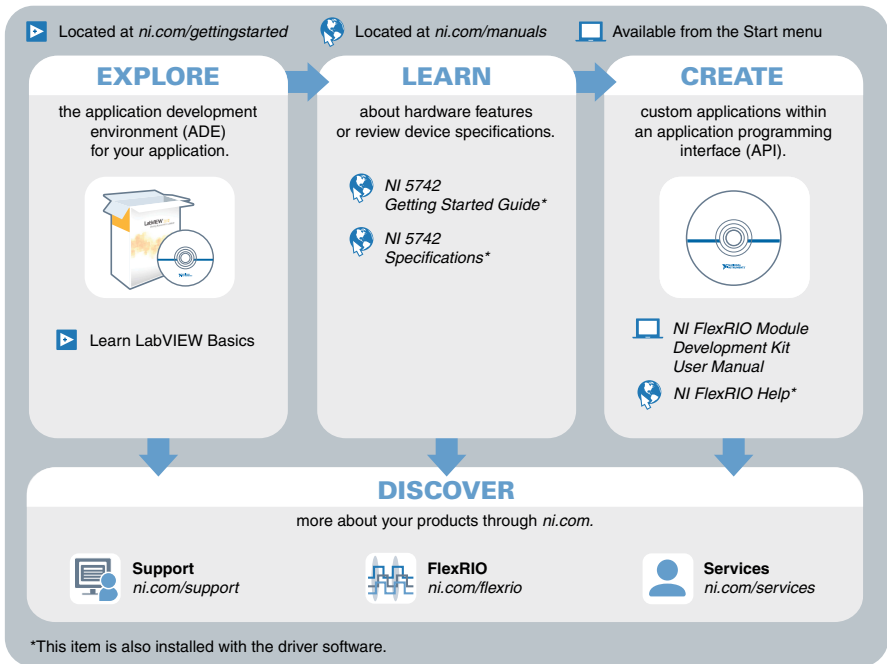 Located at ni.com/gettingstarted
Located at ni.com/manuals
Available from the Start menu
EXPLORE
the application development
environment (ADE)
for your application.
LabVIEW
Learn LabVIEW Basics
LEARN
about hardware features
or review device specifications.
NI 5742
Getting Started Guide*
NI 5742
Specifications*
CREATE
custom applications within
an application programming
interface (API).
NATIONAL
INSTRUMENTS
NI FlexRIO Module
Development Kit
User Manual
NI FlexRIO Help*
DISCOVER
more about your products through ni.com.
Support
ni.com/support
FlexRIO
ni.com/flexrio
Services
ni.com/services
*This item is also installed with the driver software.